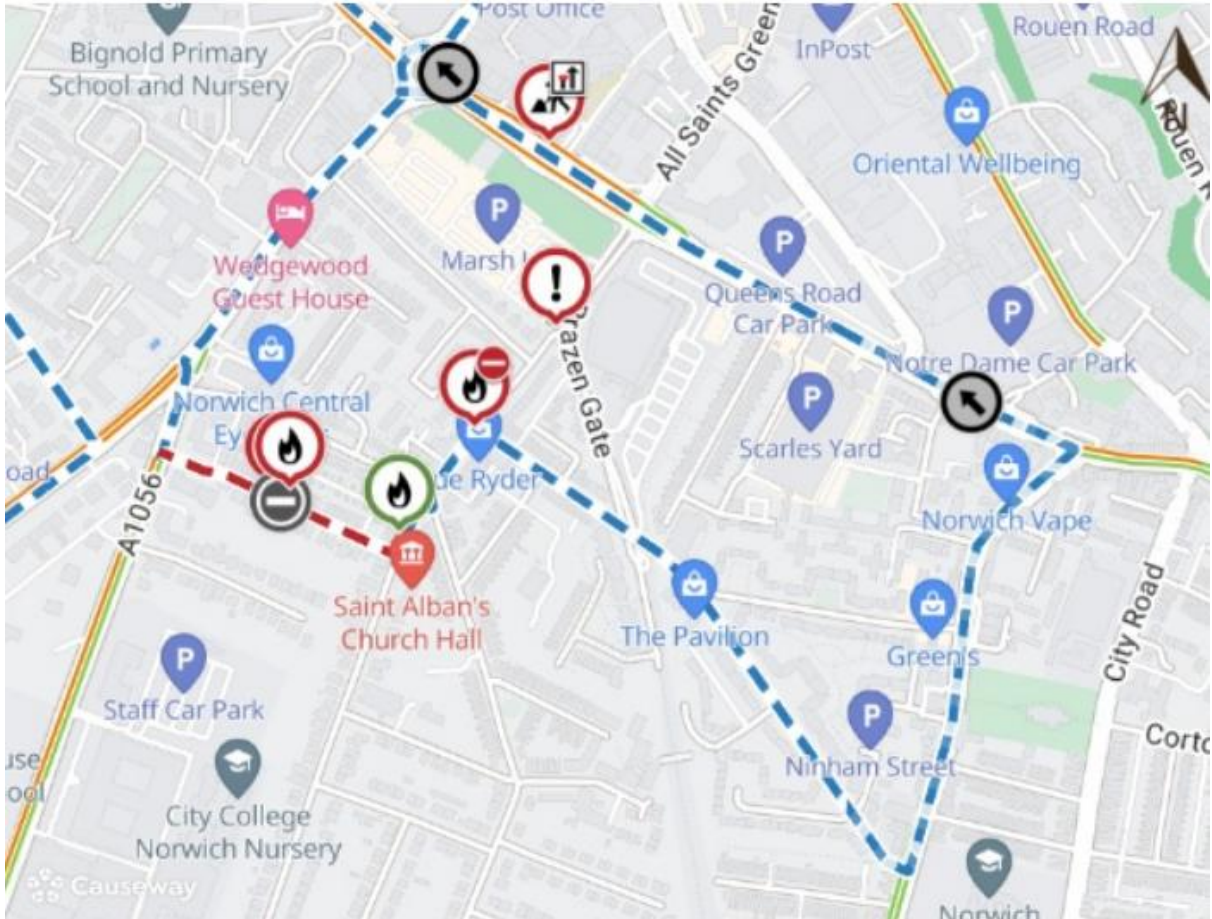 Post Office
Bignold Primary
School and Nursery
InPost
Rouen Road
All Saints Green
Oriental Wellbeing
P
Marsh
P
Wedgewood
Guest House
!
Queens Road
Car Park
P
Notre Dame Car Park
Brazen Gate
Norwich Central
P
Scarles Yard
Ryder
Norwich Vape
A1056
Saint Alban's
Church Hall
The Pavilion
Green's
City Road
P
Staff Car Park
P
Ninham Street
City College
Norwich Nursery
Causeway
Norwich